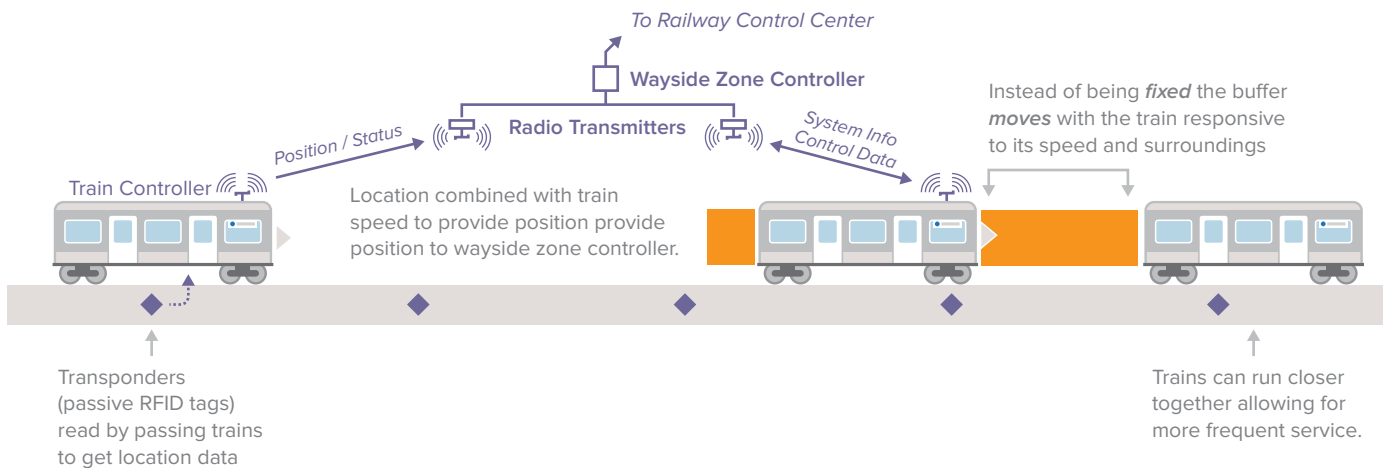 To Railway Control Center
Wayside Zone Controller
Radio Transmitters
Position / Status
System Info
Control Data
Instead of being fixed the buffer
moves with the train responsive
to its speed and surroundings
Train Controller
Location combined with train
speed to provide position provide
position to wayside zone controller.
Transponders
(passive RFID tags)
read by passing trains
to get location data
Trains can run closer
together allowing for
more frequent service.